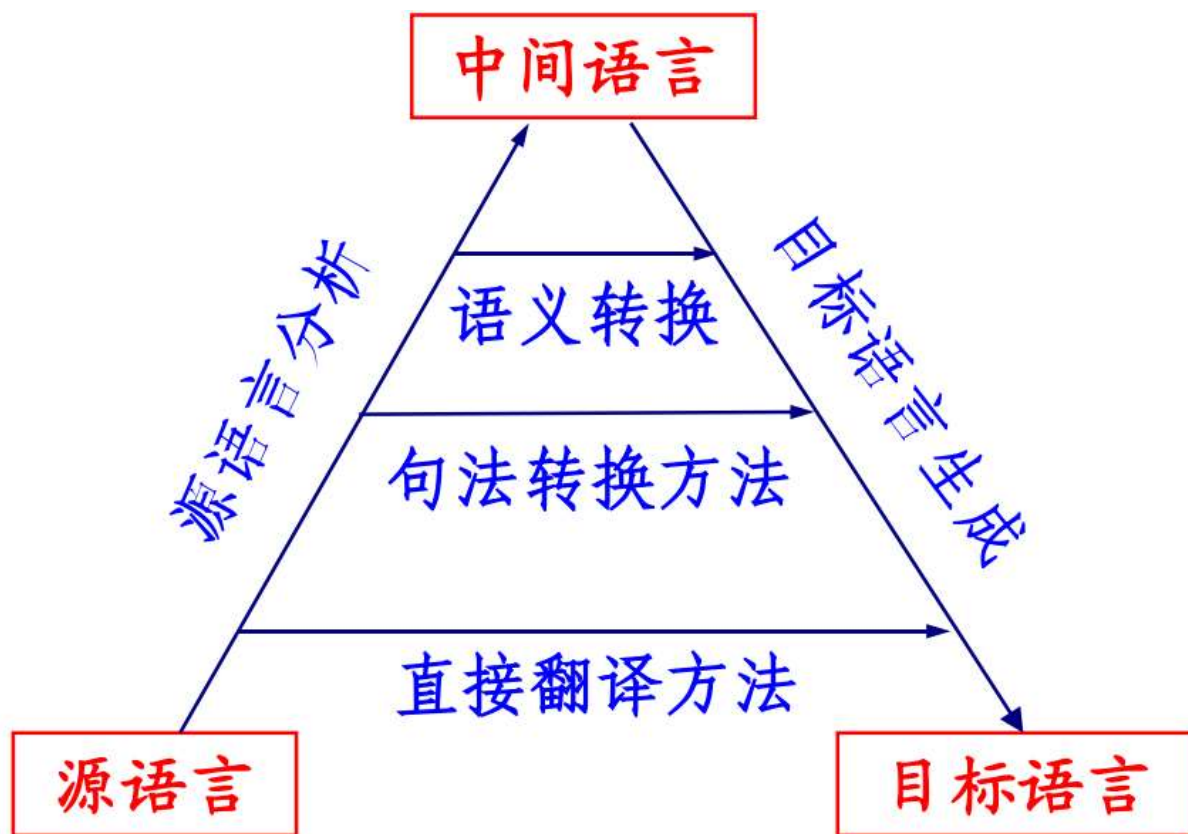 中间语言
源语言分析
目标语言生成
语义转换
句法转换方法
直接翻译方法
源语言
目标语言